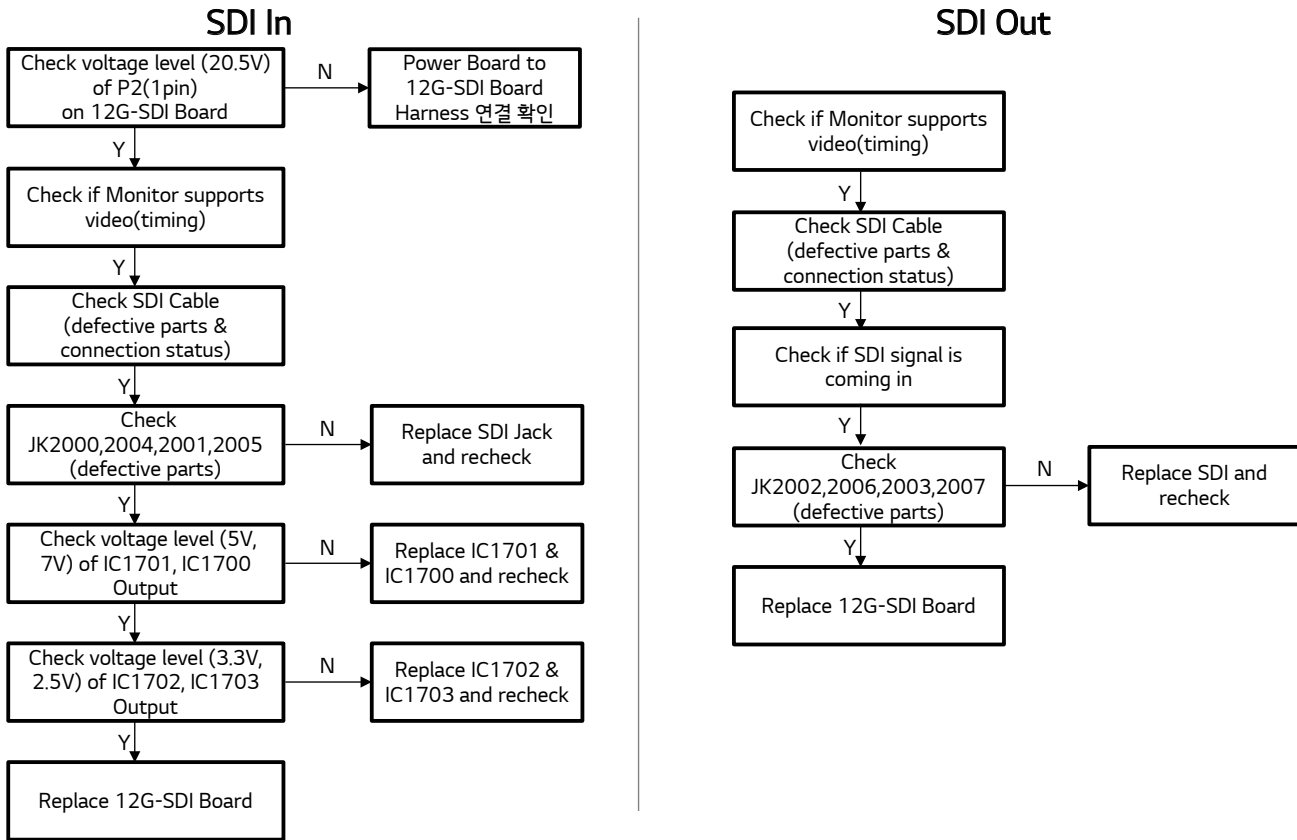 SDI In
Check voltage level (20.5V)
of P2(1pin)
on 12G-SDI Board
N
Power Board to
12G-SDI Board
Harness 연결 확인
Y
Check if Monitor supports
video(timing)
Y
Check SDI Cable
(defective parts &
connection status)
Y
Check
JK2000,2004,2001,2005
(defective parts)
N
Replace SDI Jack
and recheck
Y
Check voltage level (5V,
7V) of IC1701, IC1700
Output
N
Replace IC1701 &
IC1700 and recheck
Y
Check voltage level (3.3V,
2.5V) of IC1702, IC1703
Output
N
Replace IC1702 &
IC1703 and recheck
Y
Replace 12G-SDI Board
SDI Out
Check if Monitor supports
video(timing)
Y
Check SDI Cable
(defective parts &
connection status)
Y
Check if SDI signal is
coming in
Y
Check
JK2002,2006,2003,2007
(defective parts)
N
Replace SDI and
recheck
Y
Replace 12G-SDI Board